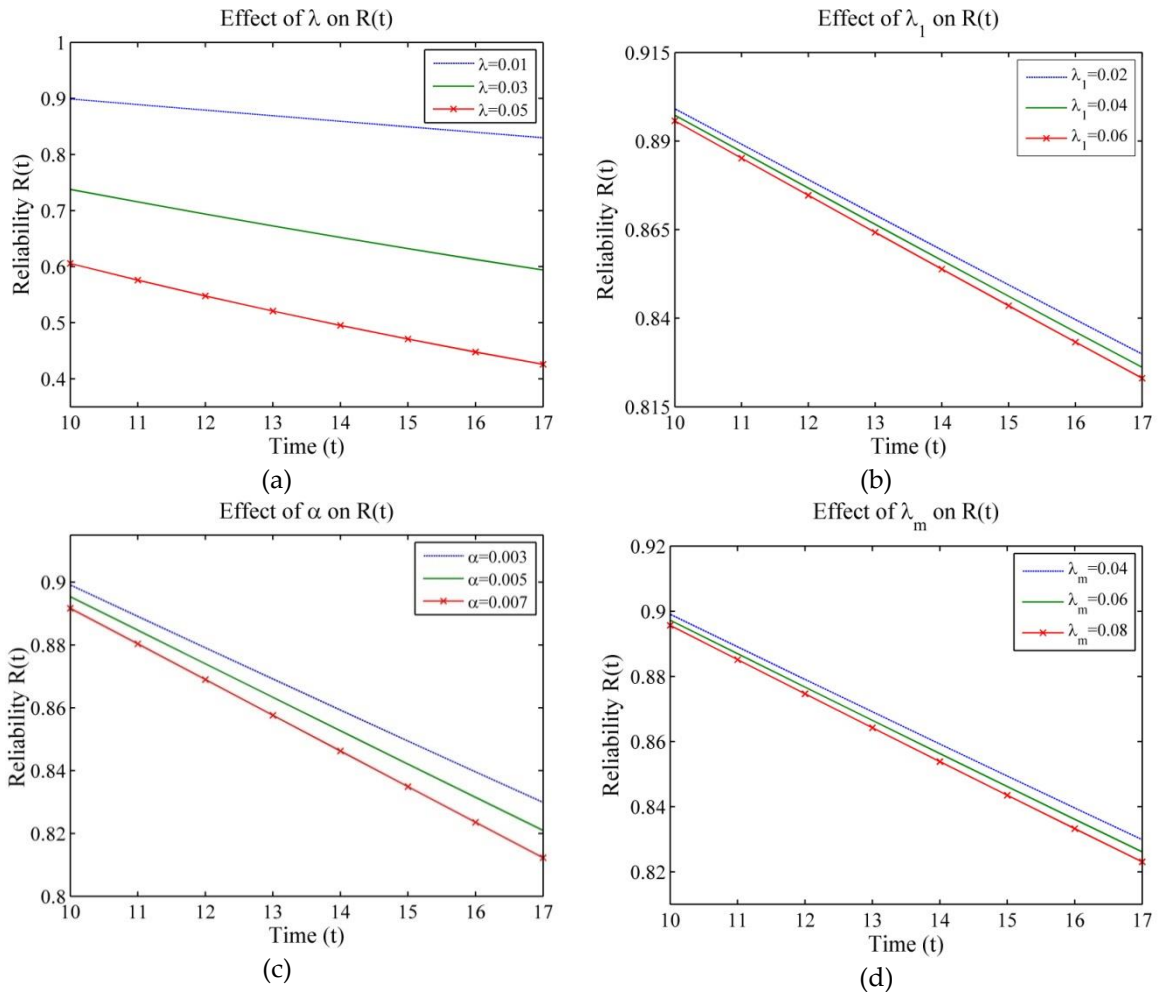 Effect of λ on R(t)
1
0.9
0.8
0.7
0.6
0.5
0.4
Reliability R(t)
λ=0.01
λ=0.03
λ=0.05
10 11 12 13 14 15 16 17
Time (t)
(a)
Effect of λ₁ on R(t)
0.915
0.89
0.865
0.84
0.815
Reliability R(t)
λ₁=0.02
λ₁=0.04
λ₁=0.06
10 11 12 13 14 15 16 17
Time (t)
(b)
Effect of α on R(t)
0.9
0.88
0.86
0.84
0.82
0.8
Reliability R(t)
α=0.003
α=0.005
α=0.007
10 11 12 13 14 15 16 17
Time (t)
(c)
Effect of λₘ on R(t)
0.92
0.9
0.88
0.86
0.84
0.82
Reliability R(t)
λₘ=0.04
λₘ=0.06
λₘ=0.08
10 11 12 13 14 15 16 17
Time (t)
(d)